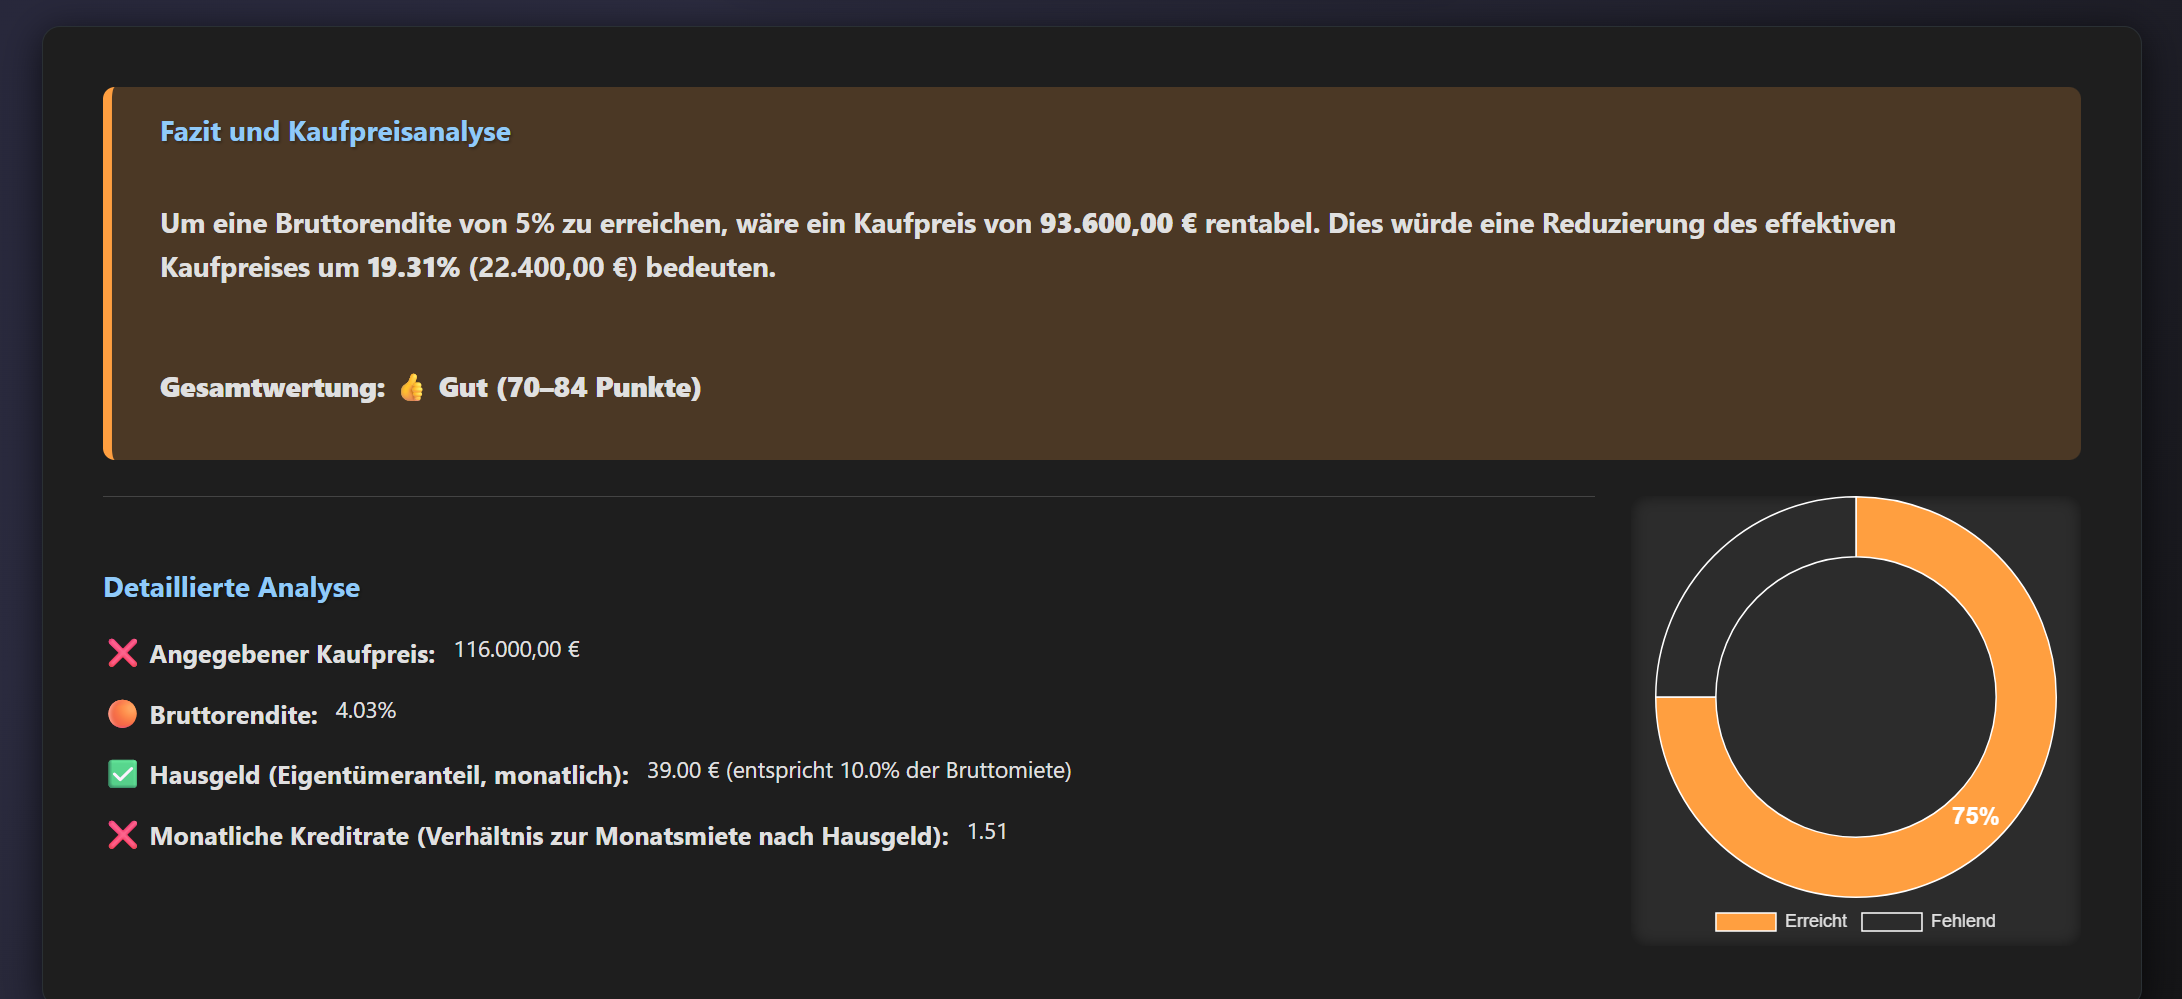 Fazit und Kaufpreisanalyse
Um eine Bruttorendite von 5% zu erreichen, wäre ein Kaufpreis von 93.600,00 € rentabel. Dies würde eine Reduzierung des effektiven
Kaufpreises um 19.31% (22.400,00 €) bedeuten.
Gesamtwertung: 👍 Gut (70–84 Punkte)
Detaillierte Analyse
❌ Angegebener Kaufpreis: 116.000,00 €
🟠 Bruttorendite: 4.03%
✅ Hausgeld (Eigentümeranteil, monatlich): 39.00 € (entspricht 10.0% der Bruttomiete)
❌ Monatliche Kreditrate (Verhältnis zur Monatsmiete nach Hausgeld): 1.51
75%
Erreicht Fehlend